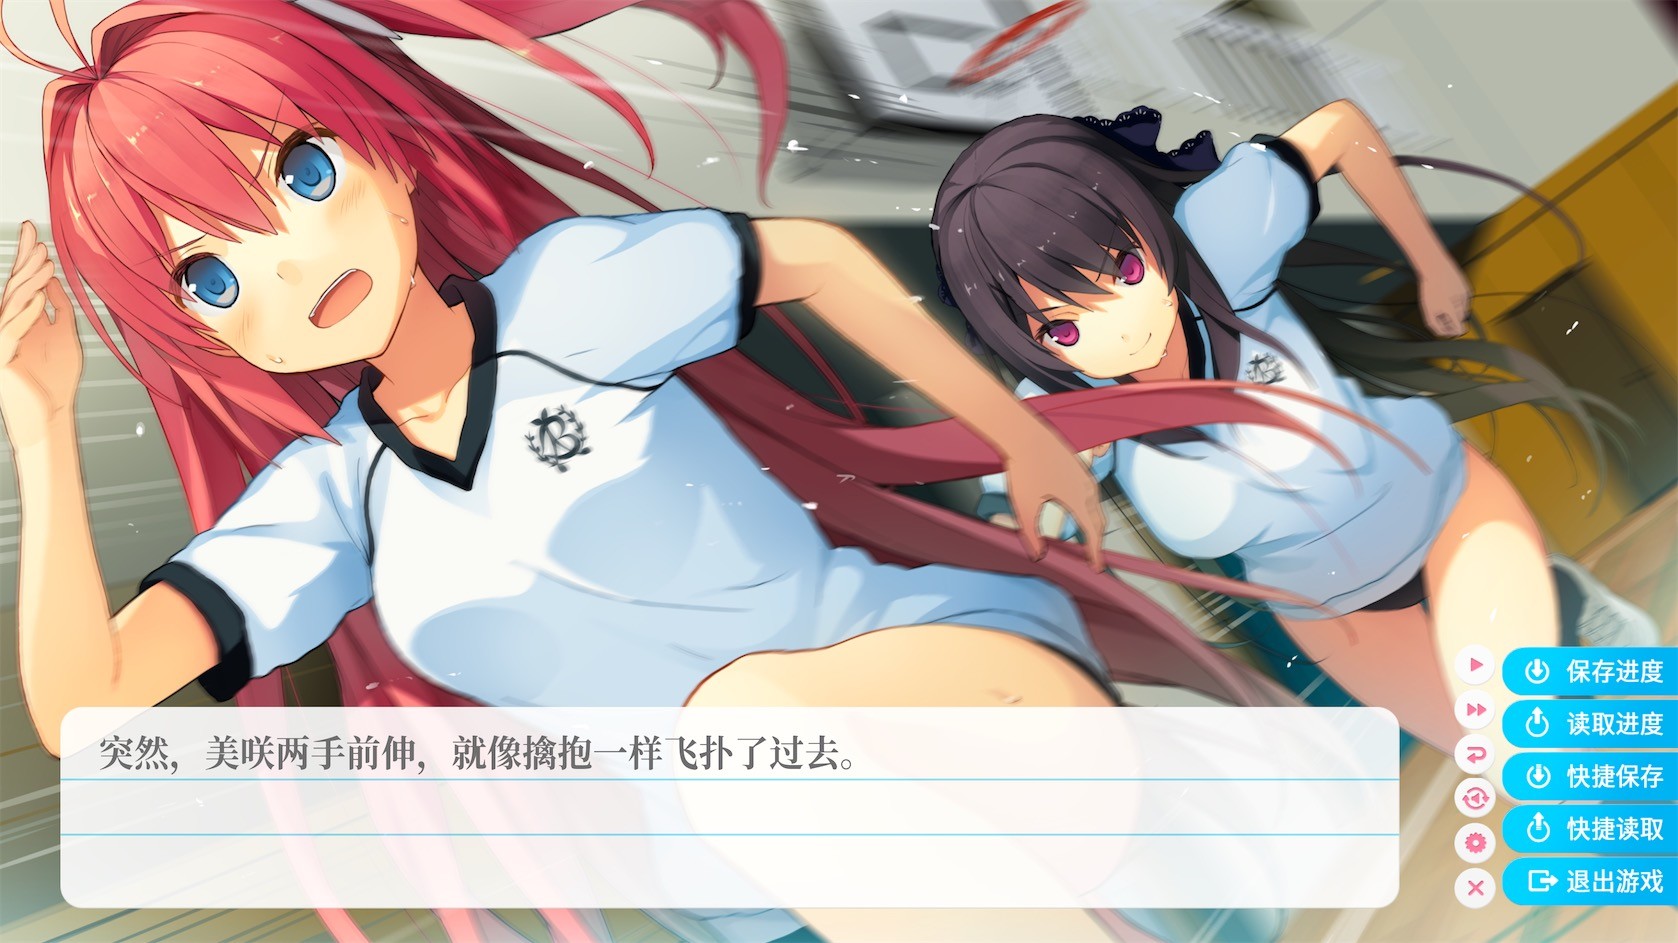 突然，美咲两手前伸，就像擒抱一样飞扑了过去。
保存进度
读取进度
快捷保存
快捷读取
退出游戏